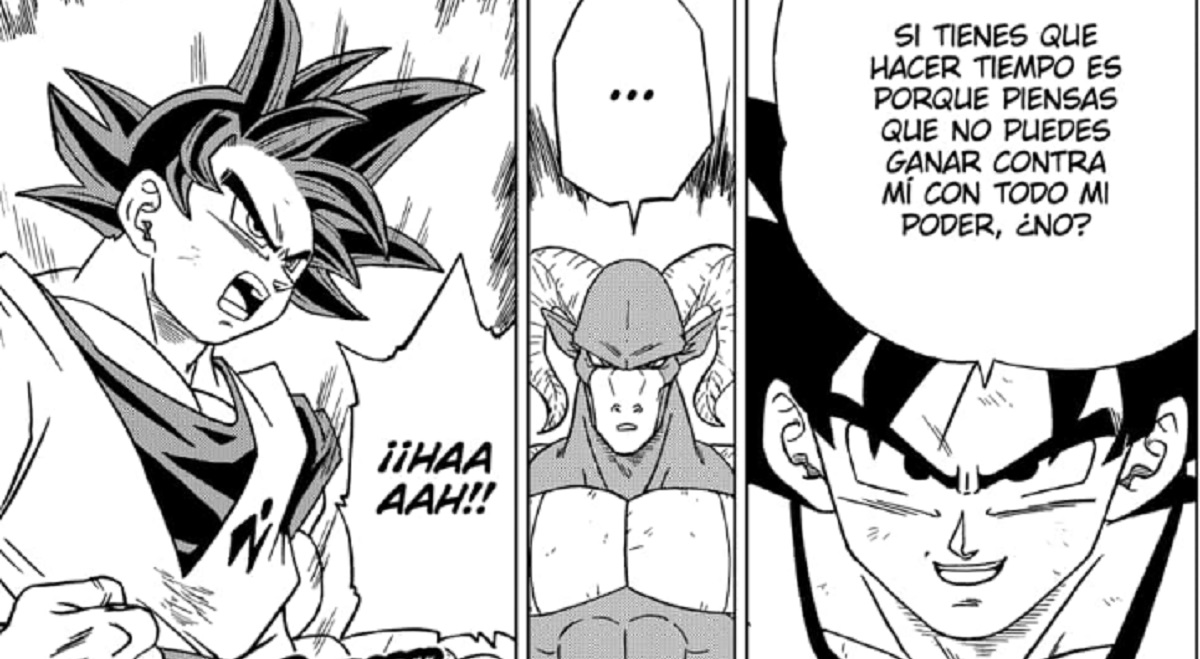 SI TIENES QUE
HACER TIEMPO ES
PORQUE PIENSAS
QUE NO PUEDES
GANAR CONTRA
MÍ CON TODO MI
PODER, ¿NO?
...
¡¡HAA
AAH!!